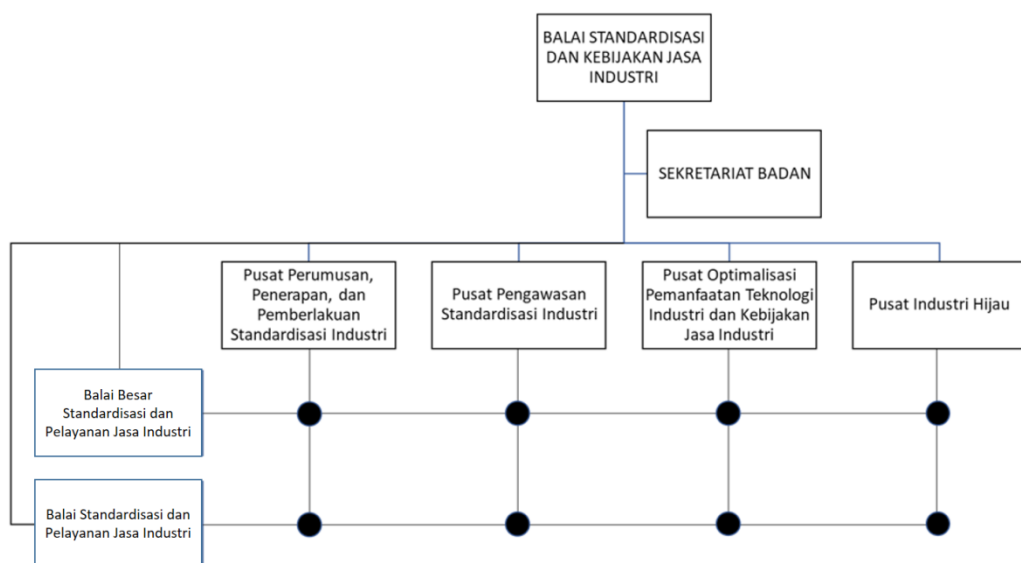 BALAI STANDARDISASI
DAN KEBIJAKAN JASA
INDUSTRI
SEKRETARIAT BADAN
Pusat Perumusan,
Penerapan, dan
Pemberlakuan
Standardisasi Industri
Pusat Pengawasan
Standardisasi Industri
Pusat Optimalisasi
Pemanfaatan Teknologi
Industri dan Kebijakan
Jasa Industri
Pusat Industri Hijau
Balai Besar
Standardisasi dan
Pelayanan Jasa Industri
Balai Standardisasi dan
Pelayanan Jasa Industri